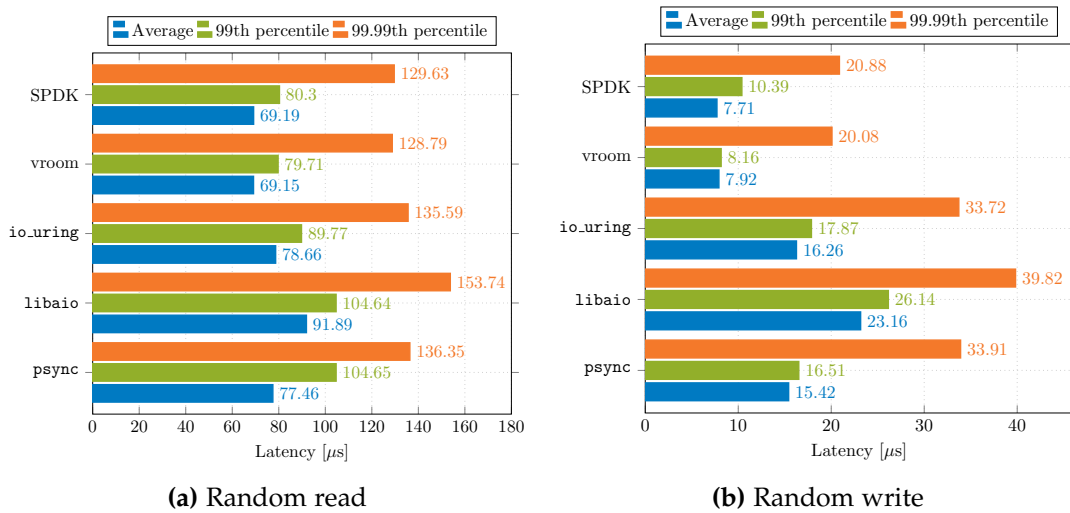 Average 99th percentile 99.99th percentile
SPDK
129.63
80.3
69.19
vroom
128.79
79.71
69.15
io_uring
135.59
89.77
78.66
libaio
153.74
104.64
91.89
psync
136.35
104.65
77.46
0 20 40 60 80 100 120 140 160 180
Latency [μs]
(a) Random read
Average 99th percentile 99.99th percentile
SPDK
20.88
10.39
7.71
vroom
20.08
8.16
7.92
io_uring
33.72
17.87
16.26
libaio
39.82
26.14
23.16
psync
33.91
16.51
15.42
0 10 20 30 40
Latency [μs]
(b) Random write